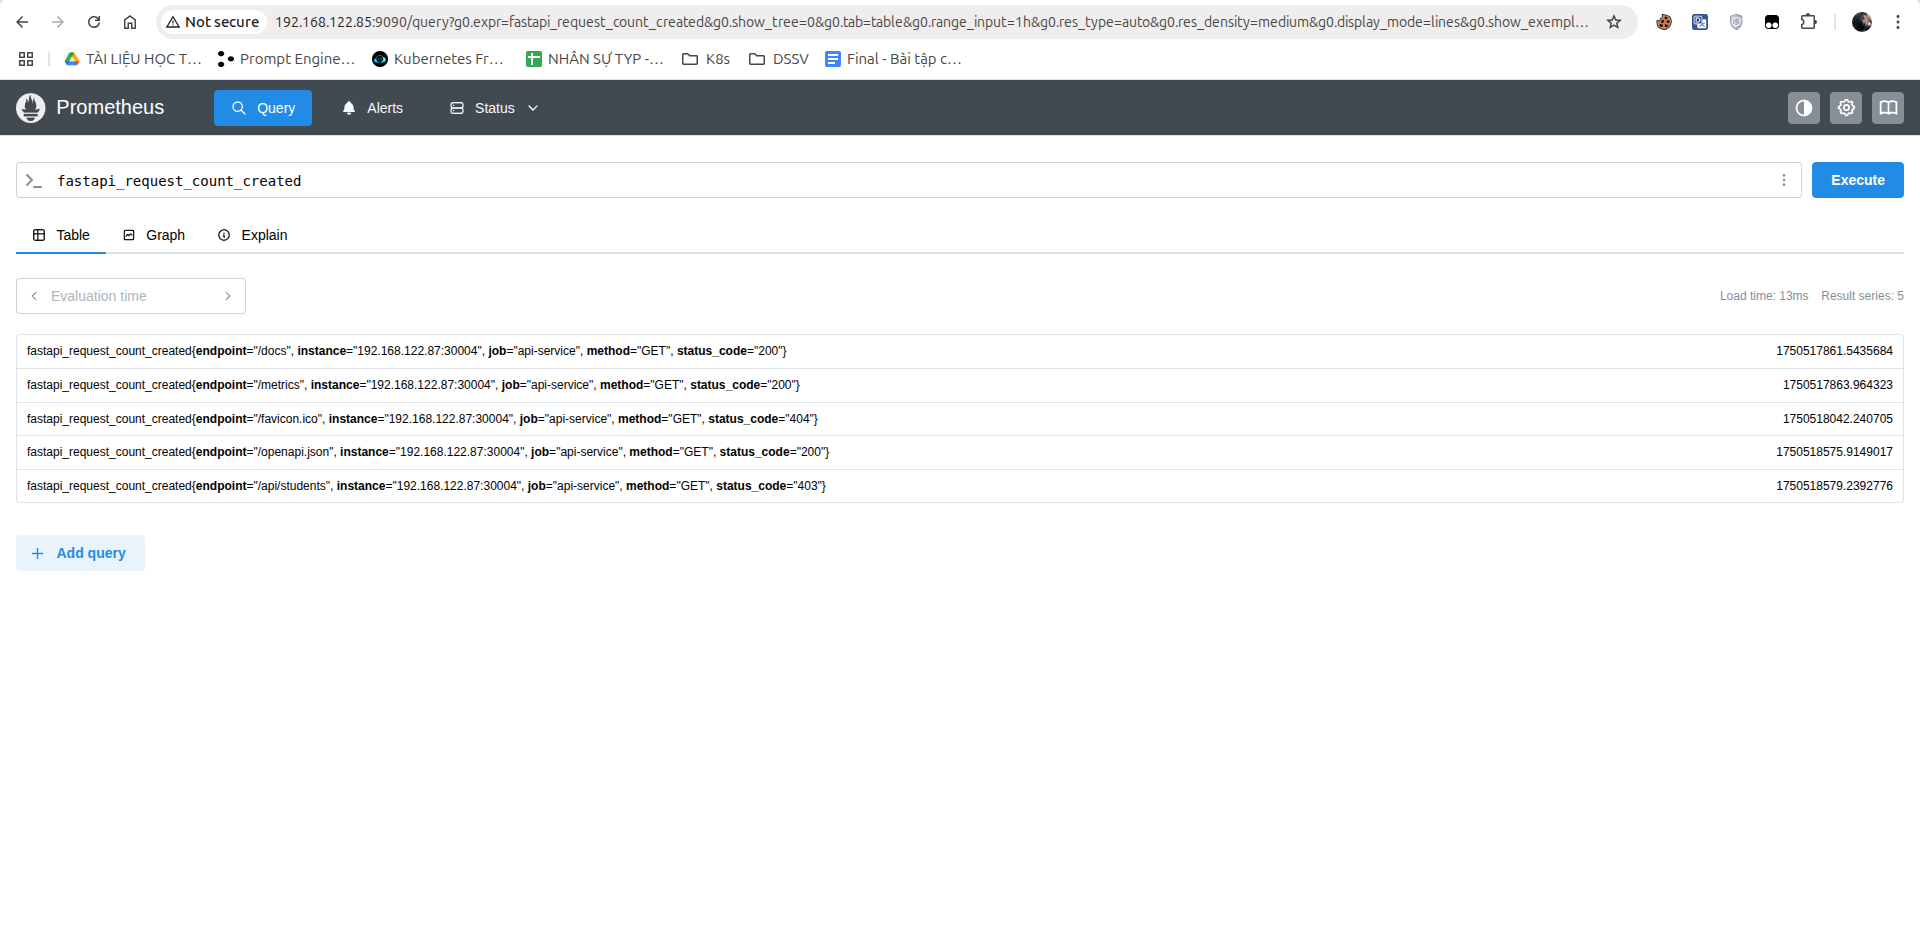 Not secure 192.168.122.85:9090/query?g0.expr=fastapi_request_count_created&g0.show_tree=0&g0.tab=table&g0.range_input=1h&g0.res_type=auto&g0.res_density=medium&g0.display_mode=lines&g0.show_exempl...
TÀI LIỆU HỌC T... Prompt Engine... Kubernetes Fr... NHÂN SỰ TYP -... K8s DSSV Final - Bài tập c...
Prometheus Query Alerts Status
fastapi_request_count_created Execute
Table Graph Explain
Evaluation time Load time: 13ms Result series: 5
fastapi_request_count_created{endpoint="/docs", instance="192.168.122.87:30004", job="api-service", method="GET", status_code="200"} 1750517861.5435684
fastapi_request_count_created{endpoint="/metrics", instance="192.168.122.87:30004", job="api-service", method="GET", status_code="200"} 1750517863.964323
fastapi_request_count_created{endpoint="/favicon.ico", instance="192.168.122.87:30004", job="api-service", method="GET", status_code="404"} 1750518042.240705
fastapi_request_count_created{endpoint="/openapi.json", instance="192.168.122.87:30004", job="api-service", method="GET", status_code="200"} 1750518575.9149017
fastapi_request_count_created{endpoint="/api/students", instance="192.168.122.87:30004", job="api-service", method="GET", status_code="403"} 1750518579.2392776
Add query